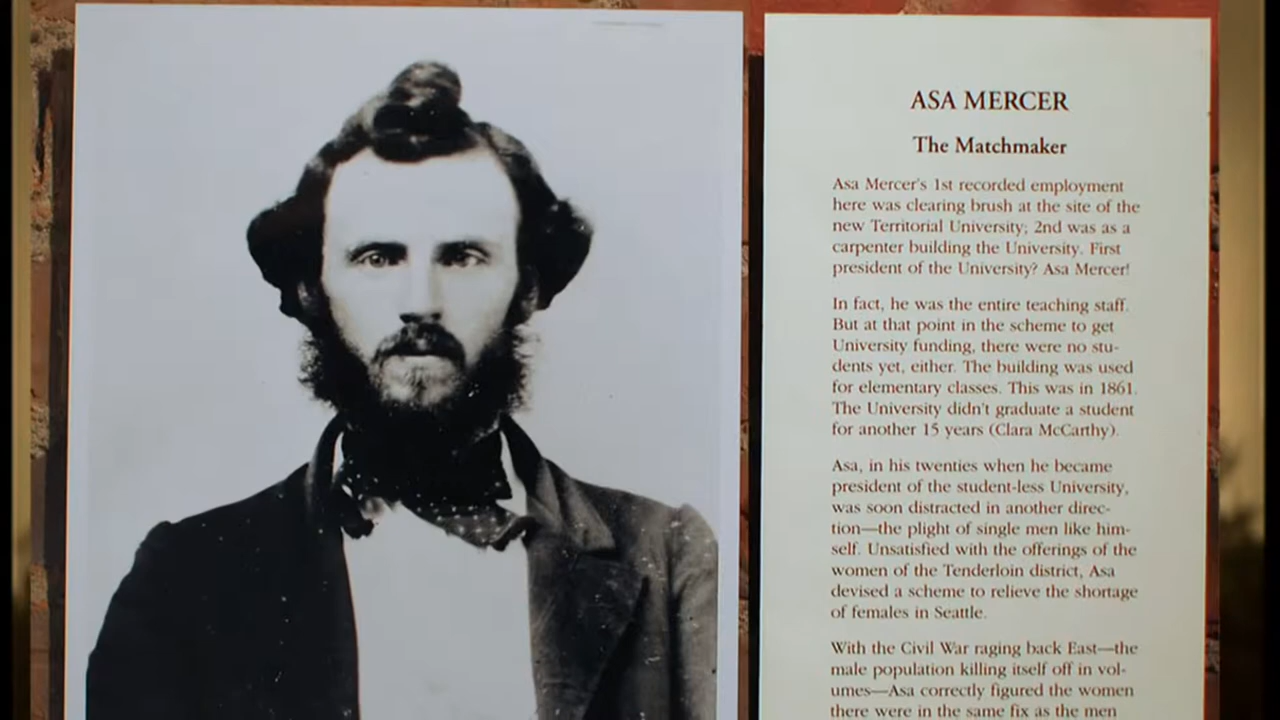 ASA MERCER
The Matchmaker
Asa Mercer's 1st recorded employment
here was clearing brush at the site of the
new Territorial University; 2nd was as a
carpenter building the University. First
president of the University? Asa Mercer!
In fact, he was the entire teaching staff.
But at that point in the scheme to get
University funding, there were no stu-
dents yet, either. The building was used
for elementary classes. This was in 1861.
The University didn't graduate a student
for another 15 years (Clara McCarthy).
Asa, in his twenties when he became
president of the student-less University,
was soon distracted in another direc-
tion—the plight of single men like him-
self. Unsatisfied with the offerings of the
women of the Tenderloin district, Asa
devised a scheme to relieve the shortage
of females in Seattle.
With the Civil War raging back East—the
male population killing itself off in vol-
umes—Asa correctly figured the women
there were in the same fix as the men